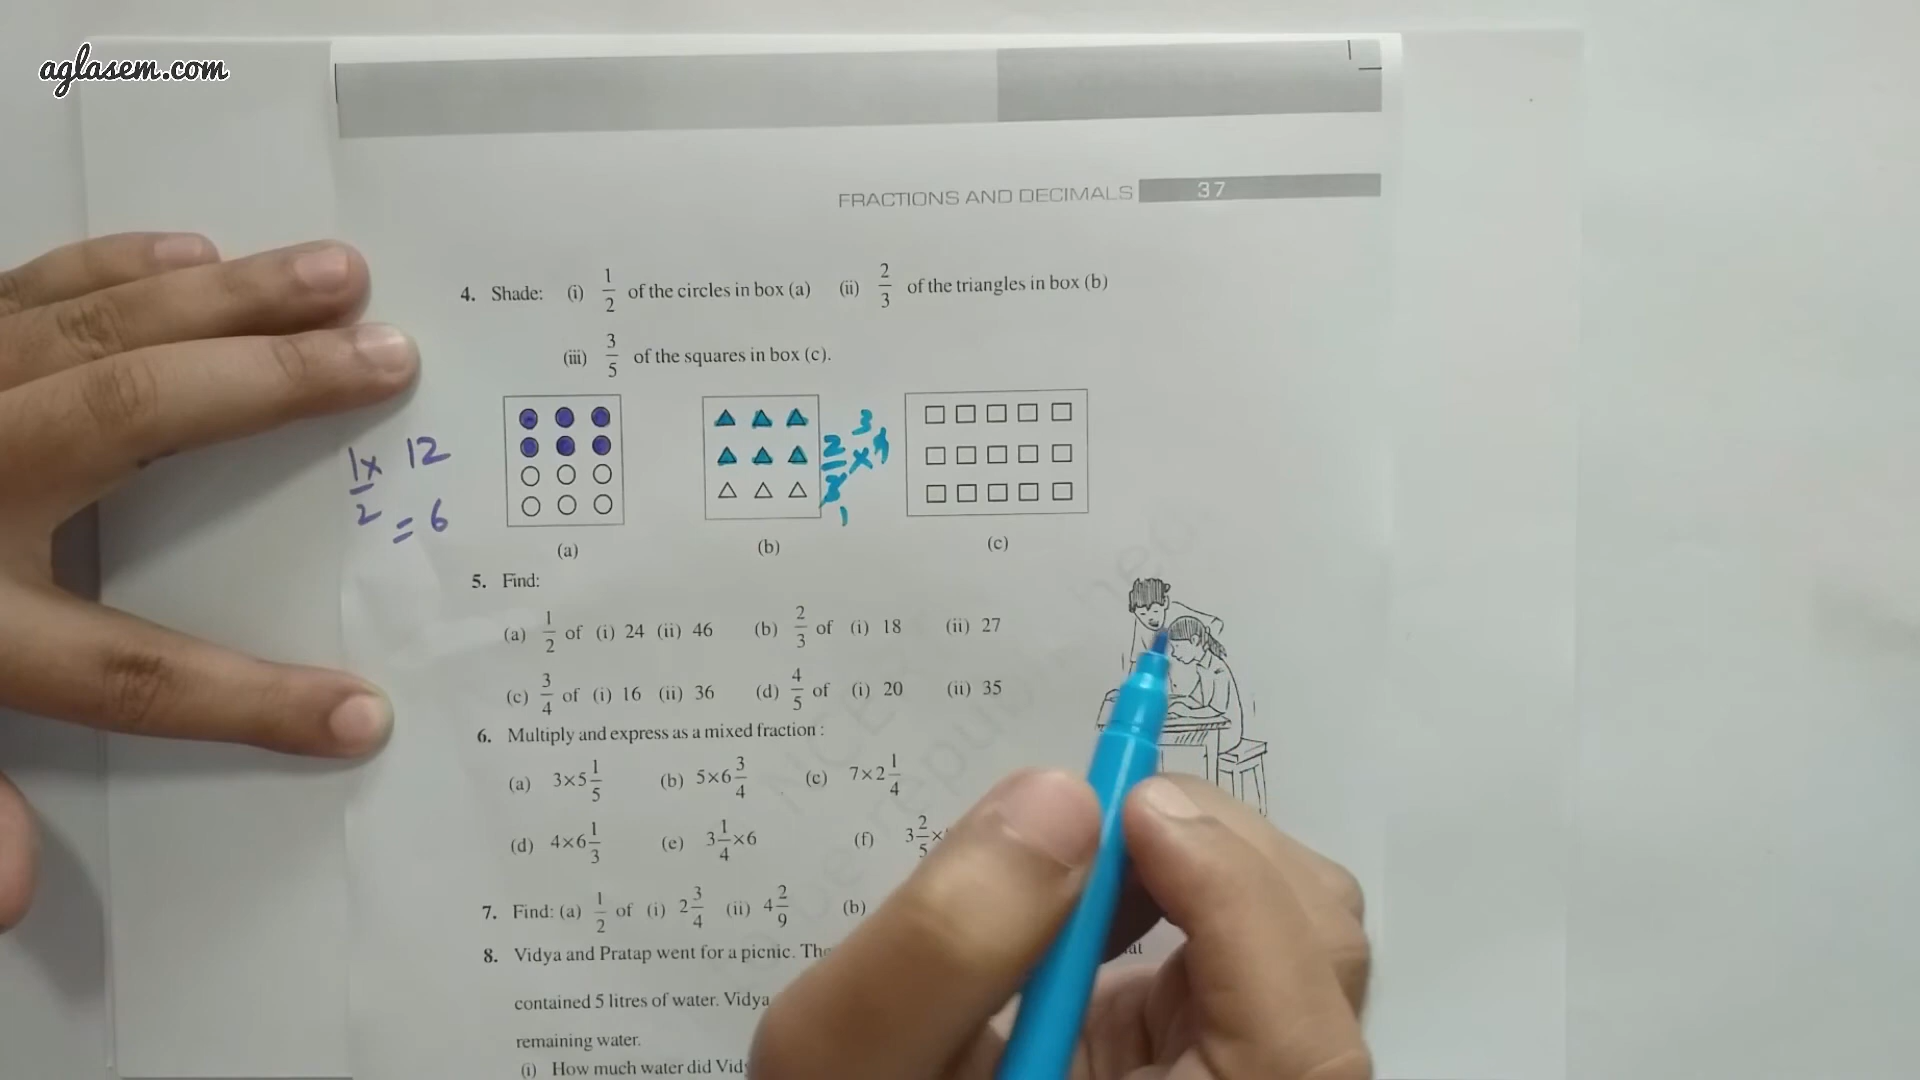 aglasem.com
FRACTIONS AND DECIMALS 37
4. Shade: (i) 1/2 of the circles in box (a) (ii) 2/3 of the triangles in box (b)
(iii) 3/5 of the squares in box (c).
1/2 x 12
= 6
2/3 x 9
3
1
(a) (b) (c)
5. Find:
(a) 1/2 of (i) 24 (ii) 46 (b) 2/3 of (i) 18 (ii) 27
(c) 3/4 of (i) 16 (ii) 36 (d) 4/5 of (i) 20 (ii) 35
6. Multiply and express as a mixed fraction :
(a) 3×5 1/5 (b) 5×6 3/4 (c) 7×2 1/4
(d) 4×6 1/3 (e) 3 1/4×6 (f) 3 2/5×
7. Find: (a) 1/2 of (i) 2 3/4 (ii) 4 2/9 (b)
8. Vidya and Pratap went for a picnic.
contained 5 litres of water. Vidya
remaining water.
(i) How much water did